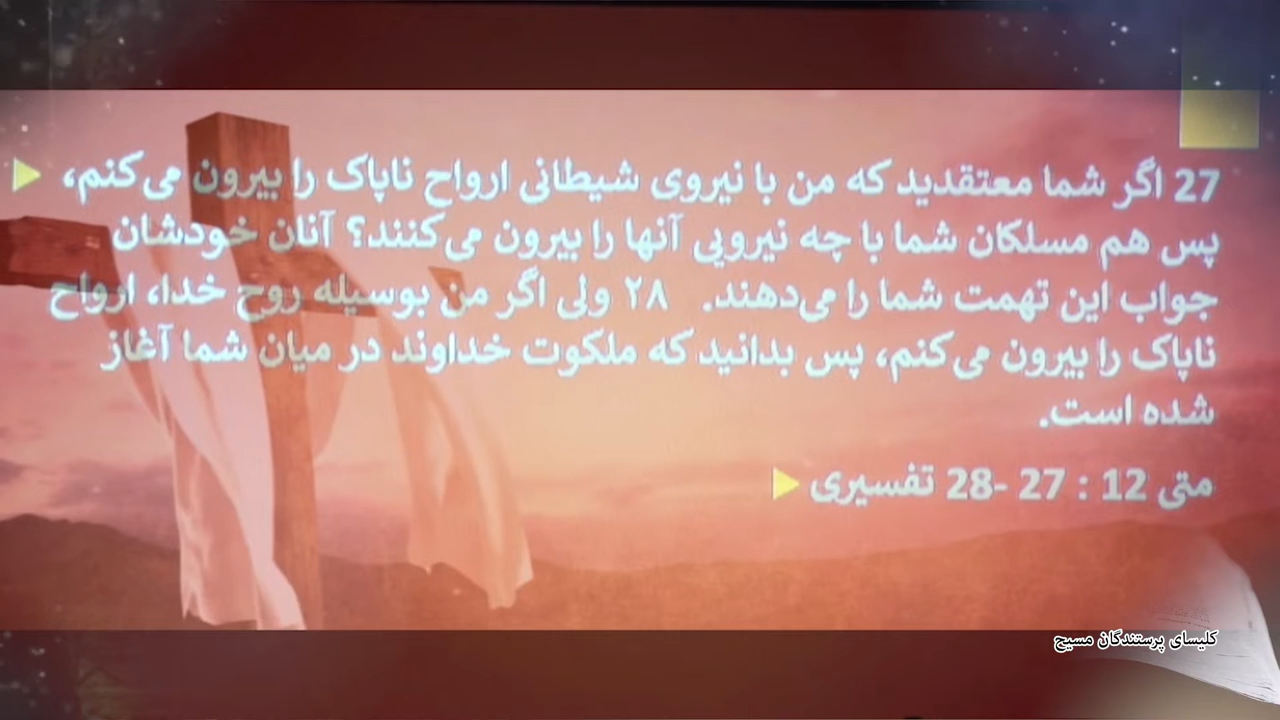 27 اگر شما معتقدید که من با نیروی شیطانی ارواح ناپاک را بیرون می‌کنم،
پس هم مسلکان شما با چه نیرویی آنها را بیرون می‌کنند؟ آنان خودشان
جواب این تهمت شما را می‌دهند. ۲۸ ولی اگر من بوسیله روح خدا، ارواح
ناپاک را بیرون می‌کنم، پس بدانید که ملکوت خداوند در میان شما آغاز
شده است.
متی 12 : 27 -28 تفسیری
کلیسای پرستندگان مسیح